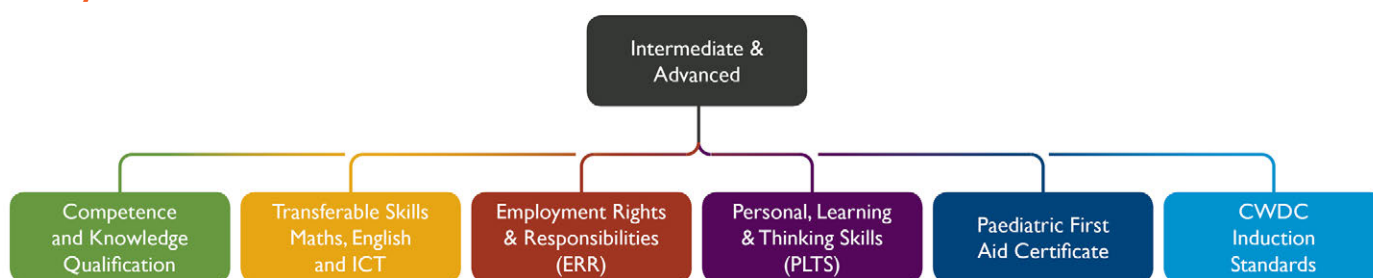 Intermediate &
Advanced
Competence
and Knowledge
Qualification
Transferable Skills
Maths, English
and ICT
Employment Rights
& Responsibilities
(ERR)
Personal, Learning
& Thinking Skills
(PLTS)
Paediatric First
Aid Certificate
CWDC
Induction
Standards